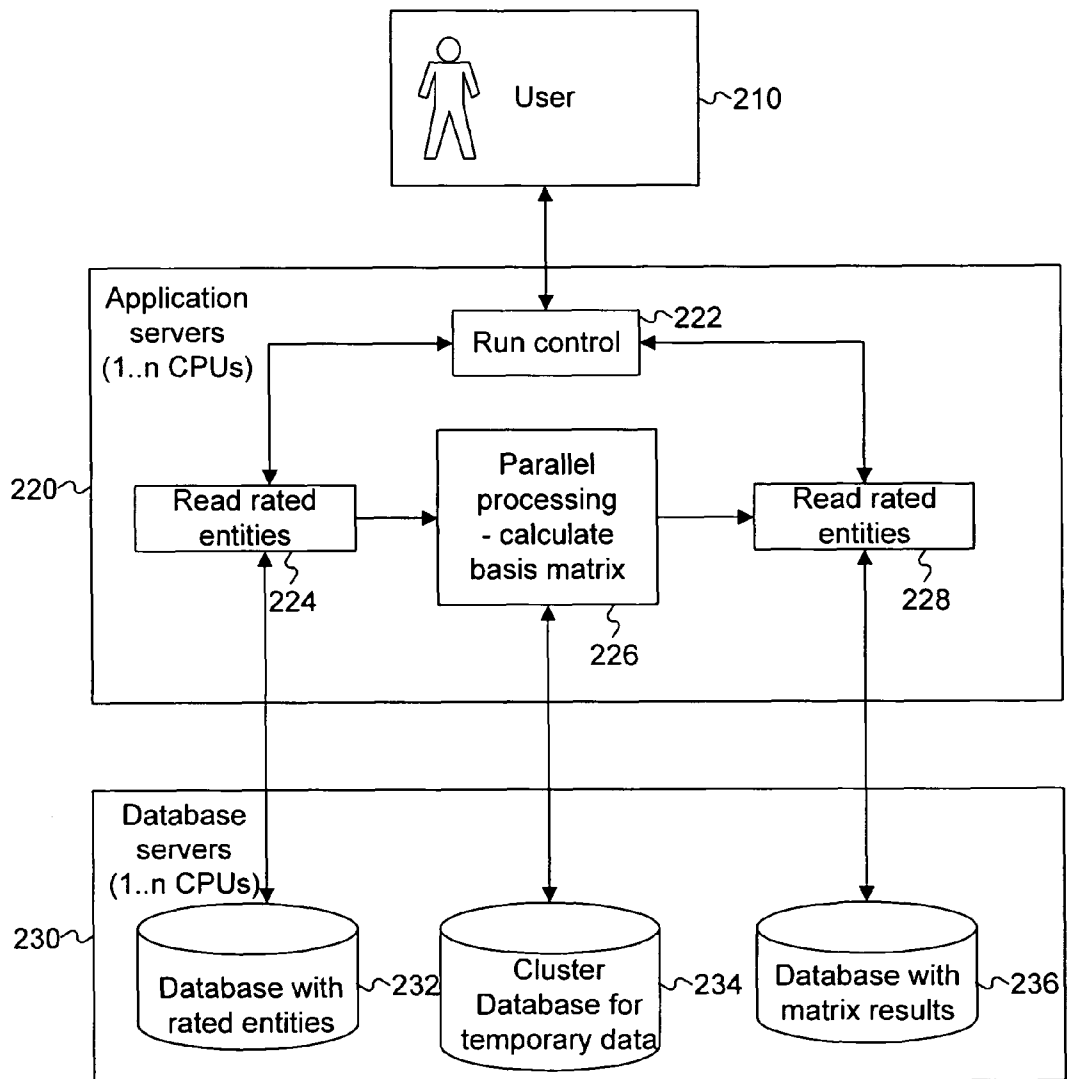 User
210
Application
servers
(1..n CPUs)
222
Run control
220
Read rated
entities
224
Parallel
processing
- calculate
basis matrix
226
Read rated
entities
228
Database
servers
(1..n CPUs)
230
Database with
rated entities
232
Cluster
Database for
temporary data
234
Database with
matrix results
236